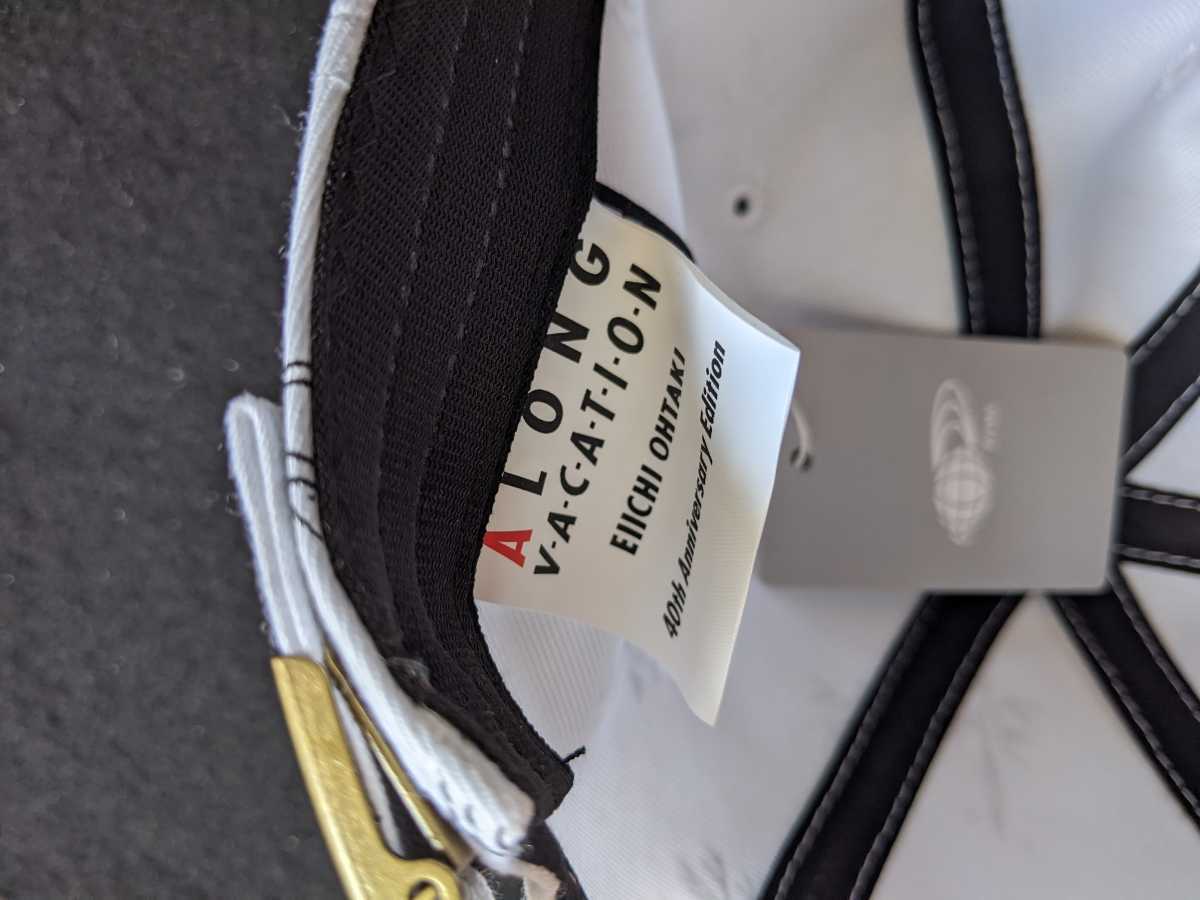 A LONG
V·A·C·A·T·I·O·N
EIICHI OHTAKI
40th Anniversary Edition